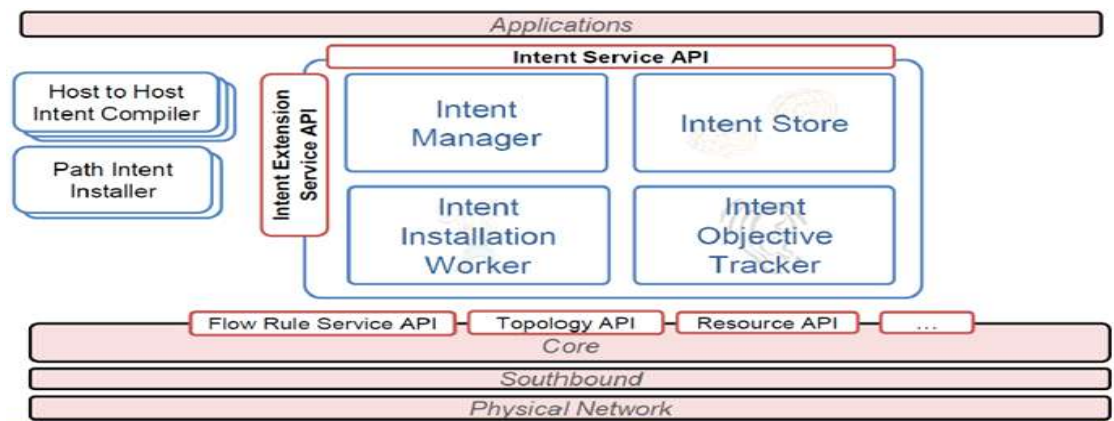 Applications
Intent Service API
Host to Host
Intent Compiler
Path Intent
Installer
Intent Extension
Service API
Intent
Manager
Intent Store
Intent
Installation
Worker
Intent
Objective
Tracker
Flow Rule Service API
Topology API
Resource API
...
Core
Southbound
Physical Network